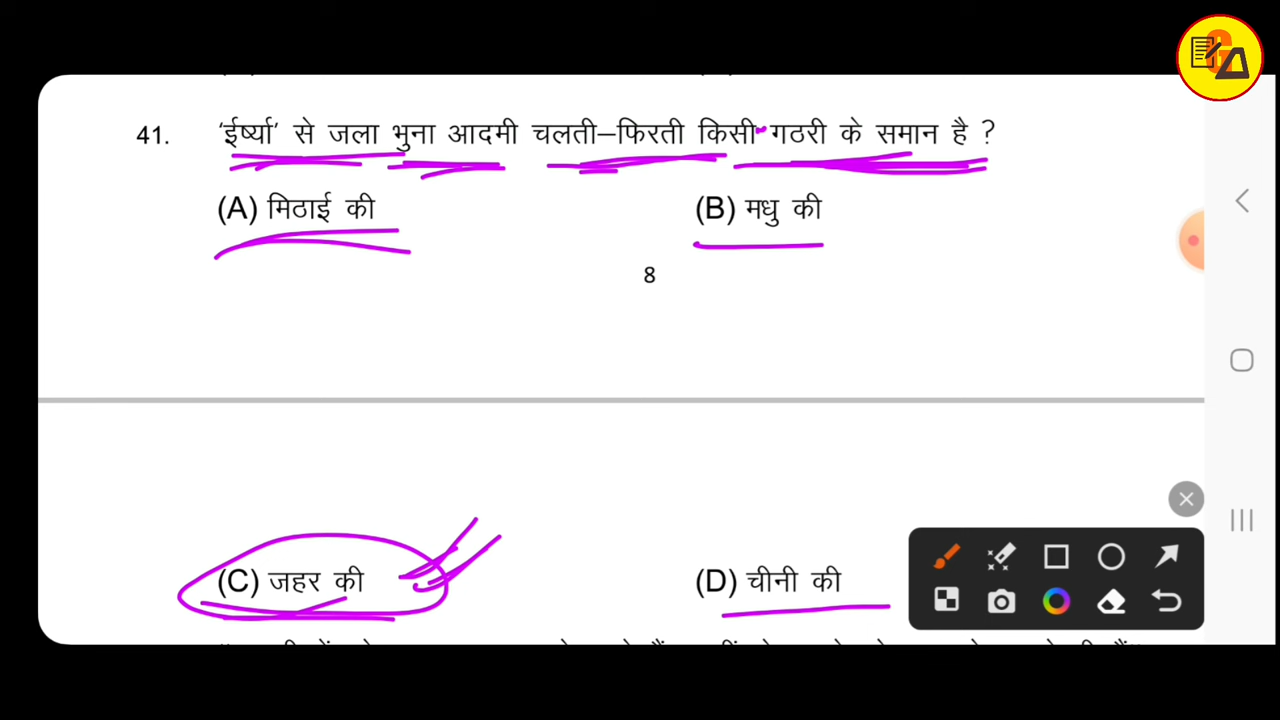 41. 'ईर्ष्या' से जला भुना आदमी चलती–फिरती किसी गठरी के समान है ?
(A) मिठाई की (B) मधु की
8
(C) जहर की (D) चीनी की